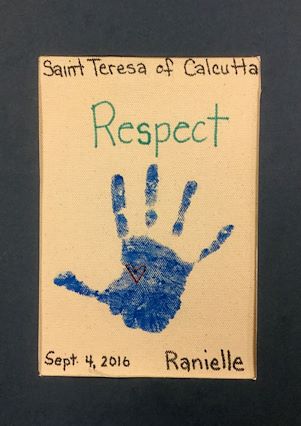 Saint Teresa of Calcutta
Respect
Sept. 4, 2016
Ranielle